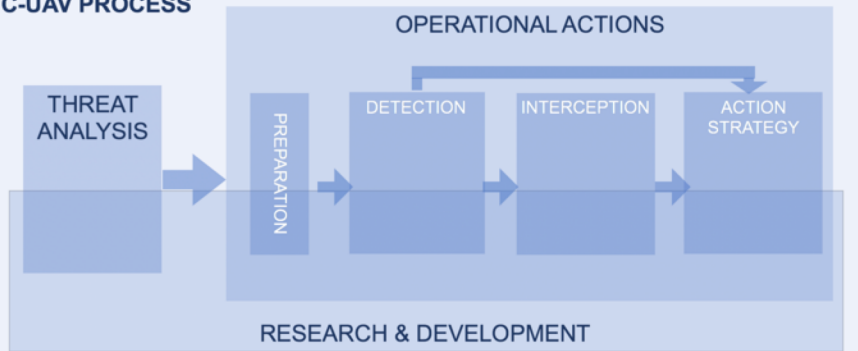 C-UAV PROCESS
OPERATIONAL ACTIONS
THREAT
ANALYSIS
PREPARATION
DETECTION
INTERCEPTION
ACTION
STRATEGY
RESEARCH & DEVELOPMENT